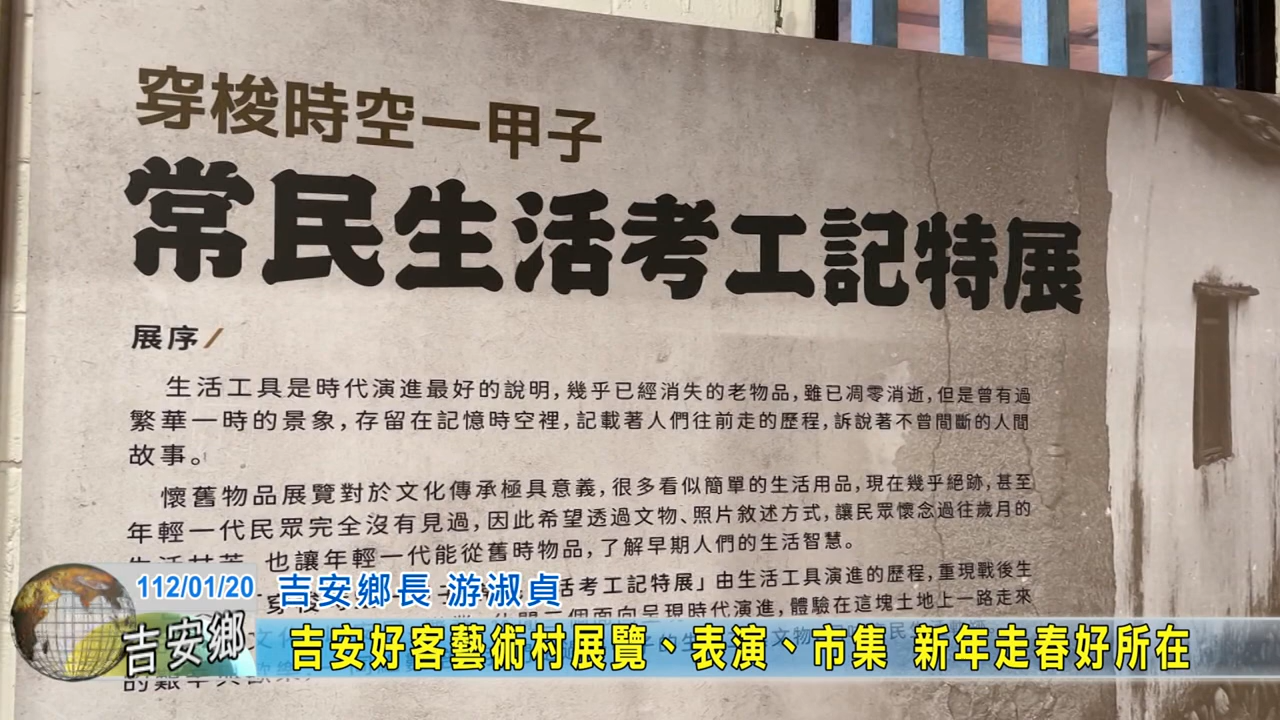 穿梭時空一甲子
常民生活考工記特展
展序/
生活工具是時代演進最好的說明,幾乎已經消失的老物品,雖已凋零消逝,但是曾有過
繁華一時的景象,存留在記憶時空裡,記載著人們往前走的歷程,訴說著不曾間斷的人間
故事。
懷舊物品展覽對於文化傳承極具意義,很多看似簡單的生活用品,現在幾乎絕跡,甚至
年輕一代民眾完全沒有見過,因此希望透過文物、照片敘述方式,讓民眾懷念過往歲月的
也讓年輕一代能從舊時物品,了解早期人們的生活智慧。
活考工記特展」由生活工具演進的歷程,重現戰後生
個面向呈現時代演進,體驗在這塊土地上一路走來
112/01/20 吉安鄉長 游淑貞
吉安鄉
吉安好客藝術村展覽、表演、市集 新年走春好所在